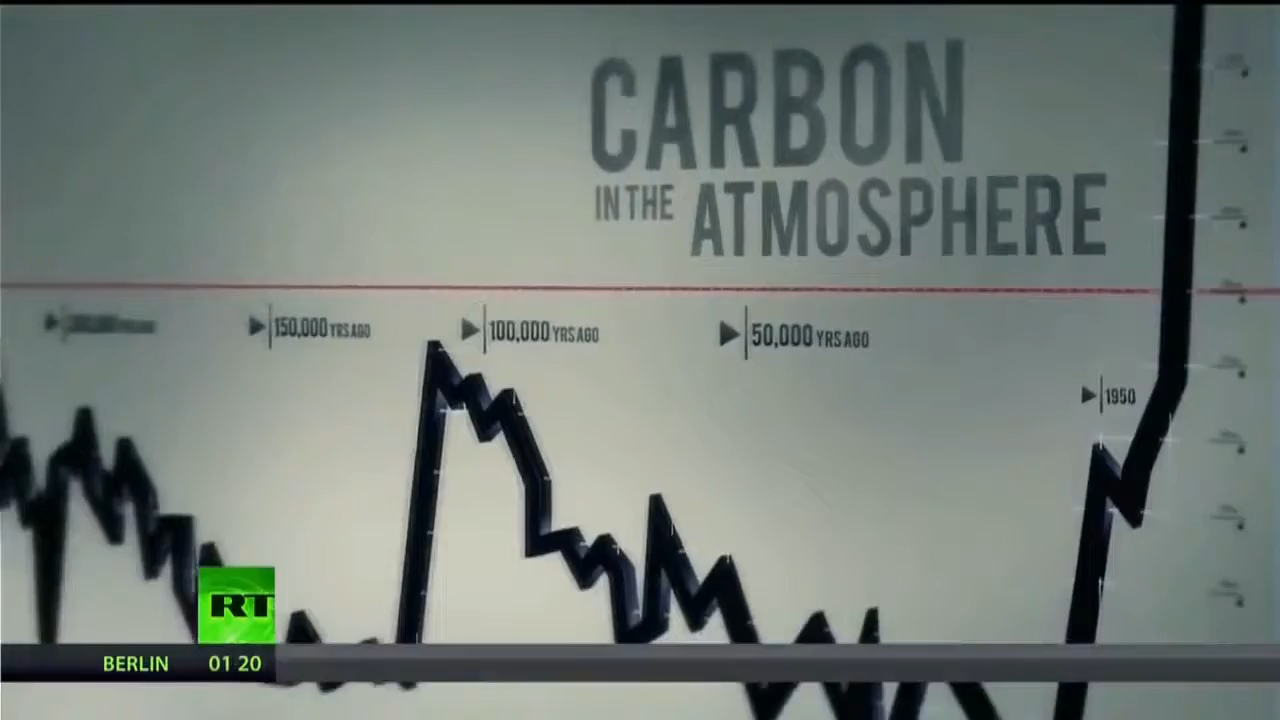 CARBON
IN THE ATMOSPHERE
150,000 YRS AGO
100,000 YRS AGO
50,000 YRS AGO
1950
RT
BERLIN 01 20